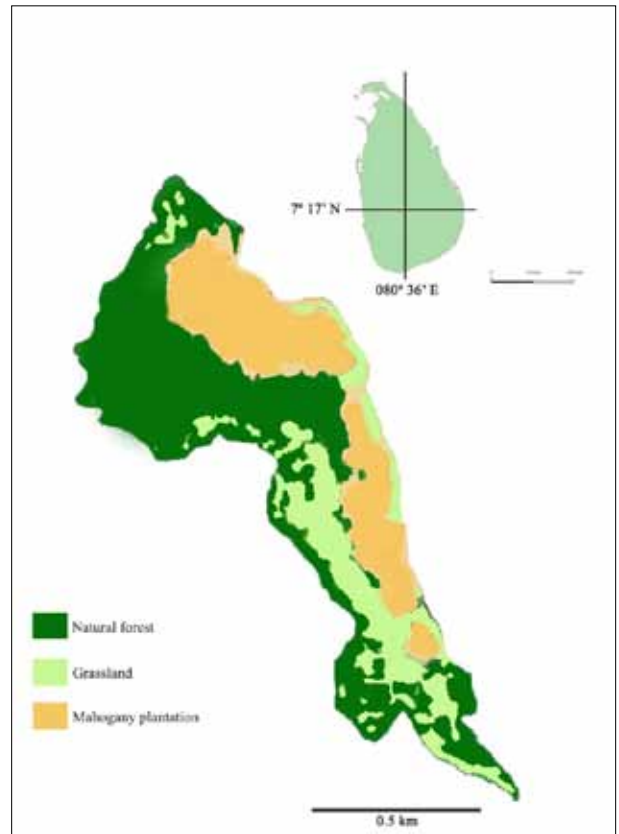 7° 17' N
080° 36' E
Natural forest
Grassland
Mahogany plantation
0.5 km